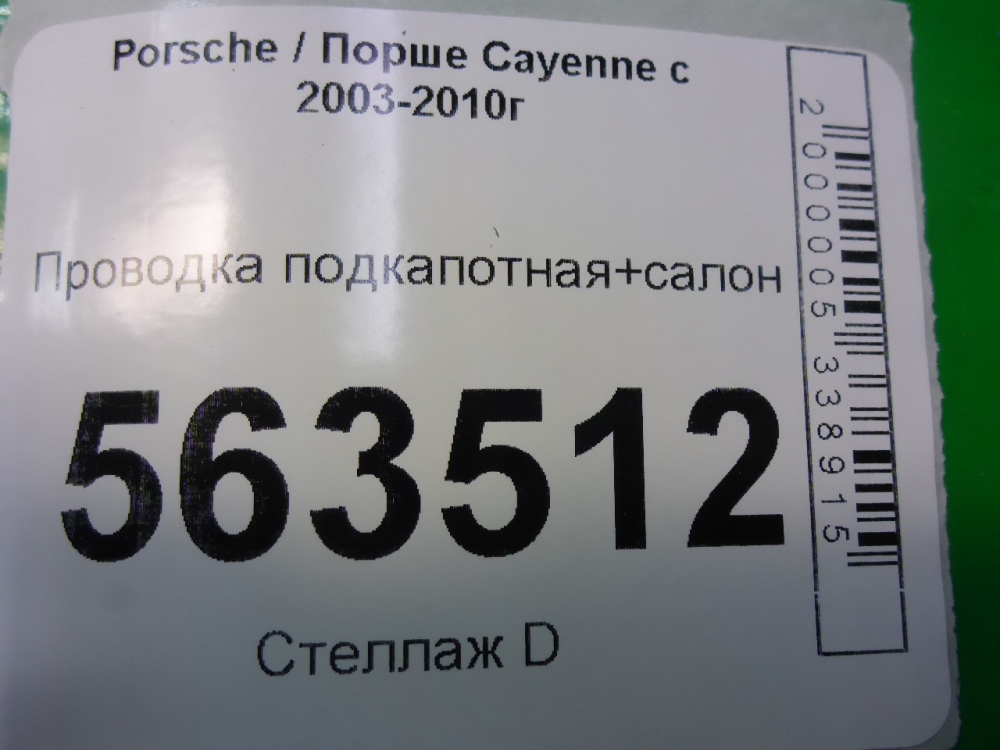 Porsche / Порше Cayenne с
2003-2010г
Проводка подкапотная+салон
563512
Стеллаж D
2 000005 338915